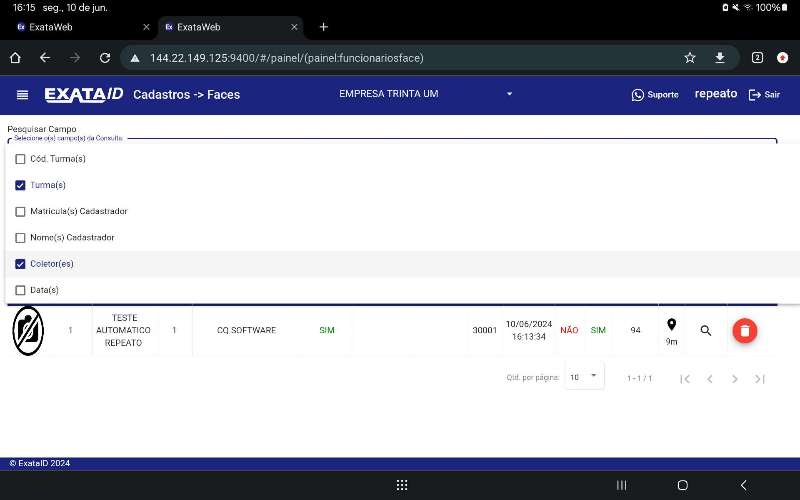 16:15 seg., 10 de jun.
100%
Ex ExataWeb
Ex ExataWeb
144.22.149.125:9400/#/painel/(painel:funcionariosface)
2
EXATAID
Cadastros -> Faces
EMPRESA TRINTA UM
Suporte
repeato
Sair
Pesquisar Campo
Selecione o(s) campo(s) da Consulta
Cód. Turma(s)
Turma(s)
Matricula(s) Cadastrador
Nome(s) Cadastrador
Coletor(es)
Data(s)
1
TESTE
AUTOMATICO
REPEATO
1
CQ.SOFTWARE
SIM
30001
10/06/2024
16:13:34
NÃO
SIM
94
9m
Qtd. por página:
10
1 - 1 / 1
© ExataID 2024